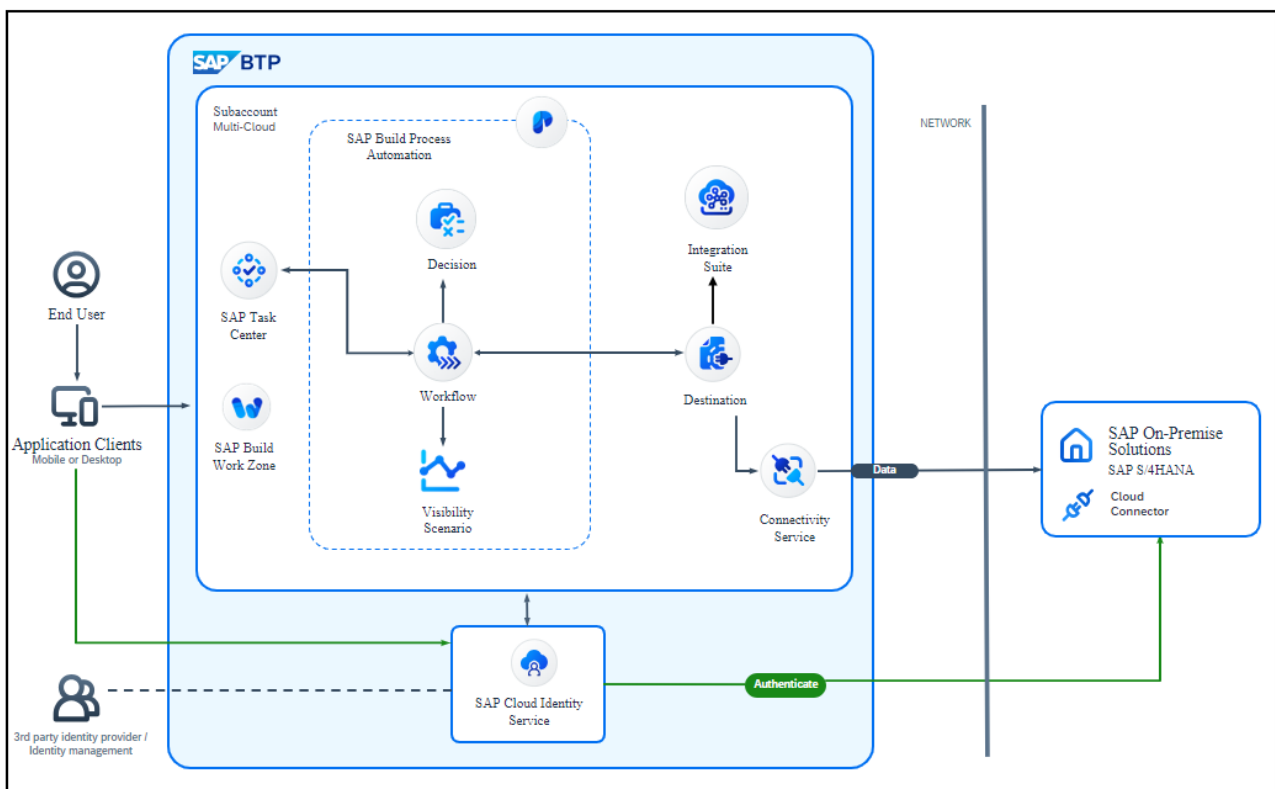 SAP BTP
Subaccount
Multi-Cloud
SAP Build Process
Automation
NETWORK
Decision
Integration
Suite
End User
SAP Task
Center
Workflow
Destination
Application Clients
Mobile or Desktop
SAP Build
Work Zone
Visibility
Scenario
Connectivity
Service
Data
SAP On-Premise
Solutions
SAP S/4HANA
Cloud
Connector
SAP Cloud Identity
Service
Authenticate
3rd party identity provider /
Identity management